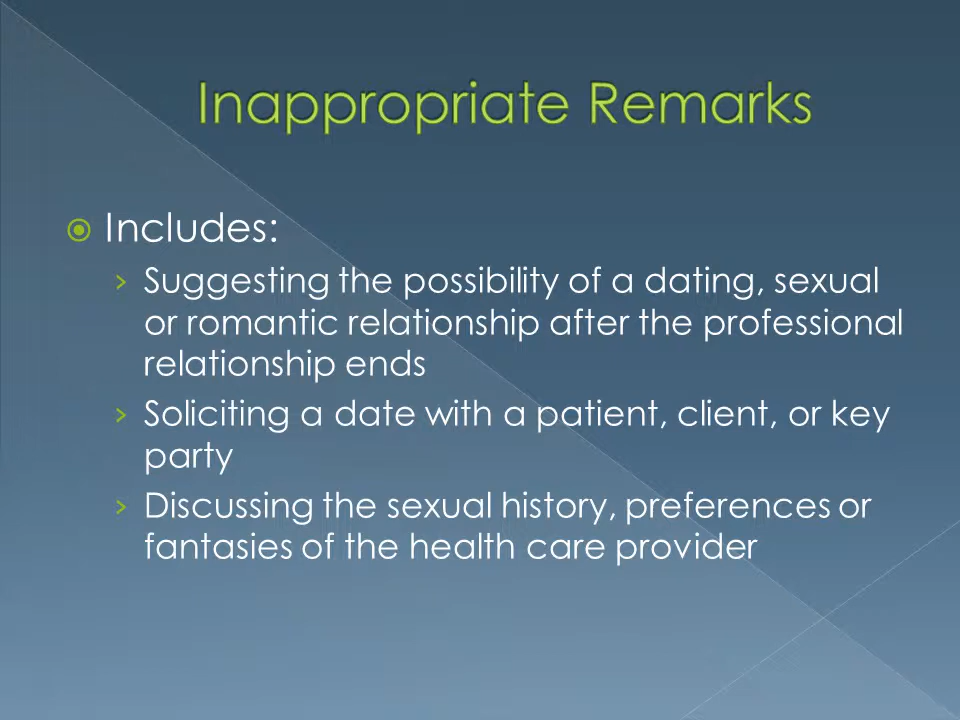 Inappropriate Remarks
Includes:
Suggesting the possibility of a dating, sexual
or romantic relationship after the professional
relationship ends
Soliciting a date with a patient, client, or key
party
Discussing the sexual history, preferences or
fantasies of the health care provider